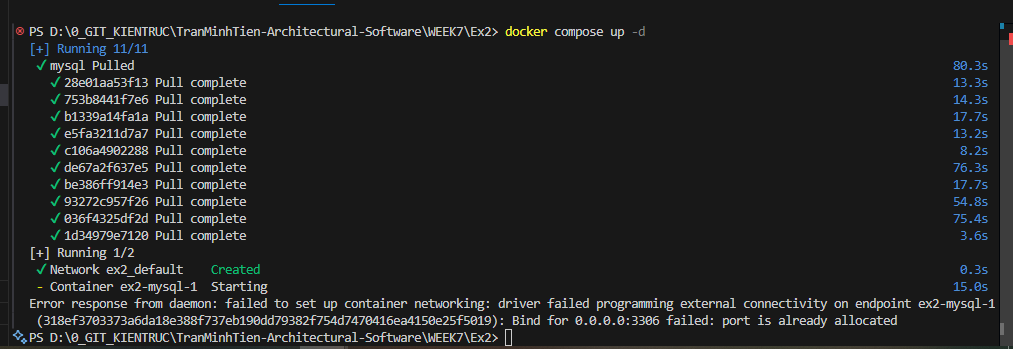 PS D:\0_GIT_KIENTRUC\TranMinhTien-Architectural-Software\WEEK7\Ex2> docker compose up -d
[+] Running 11/11
✔ mysql Pulled 80.3s
✔ 28e01aa53f13 Pull complete 13.3s
✔ 753b8441f7e6 Pull complete 14.3s
✔ b1339a14fa1a Pull complete 17.7s
✔ e5fa3211d7a7 Pull complete 13.2s
✔ c106a4902288 Pull complete 8.2s
✔ de67a2f637e5 Pull complete 76.3s
✔ be386ff914e3 Pull complete 17.7s
✔ 93272c957f26 Pull complete 54.8s
✔ 036f4325df2d Pull complete 75.4s
✔ 1d34979e7120 Pull complete 3.6s
[+] Running 1/2
✔ Network ex2_default Created 0.3s
- Container ex2-mysql-1 Starting 15.0s
Error response from daemon: failed to set up container networking: driver failed programming external connectivity on endpoint ex2-mysql-1
(318ef3703373a6da18e388f737eb190dd79382f754d7470416ea4150e25f5019): Bind for 0.0.0.0:3306 failed: port is already allocated
PS D:\0_GIT_KIENTRUC\TranMinhTien-Architectural-Software\WEEK7\Ex2>